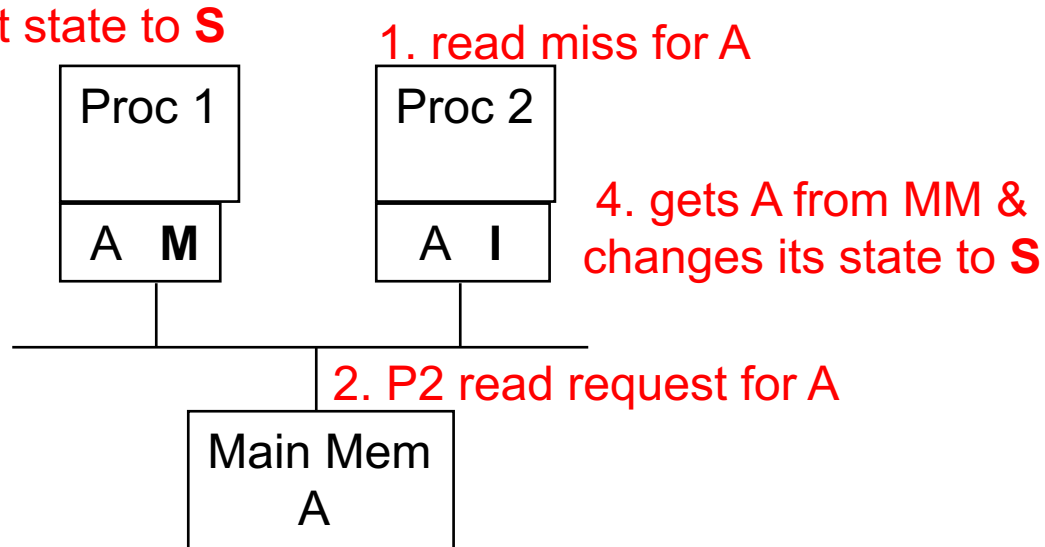 t state to S
1. read miss for A
Proc 1
Proc 2
A M
A I
4. gets A from MM &
changes its state to S
2. P2 read request for A
Main Mem
A